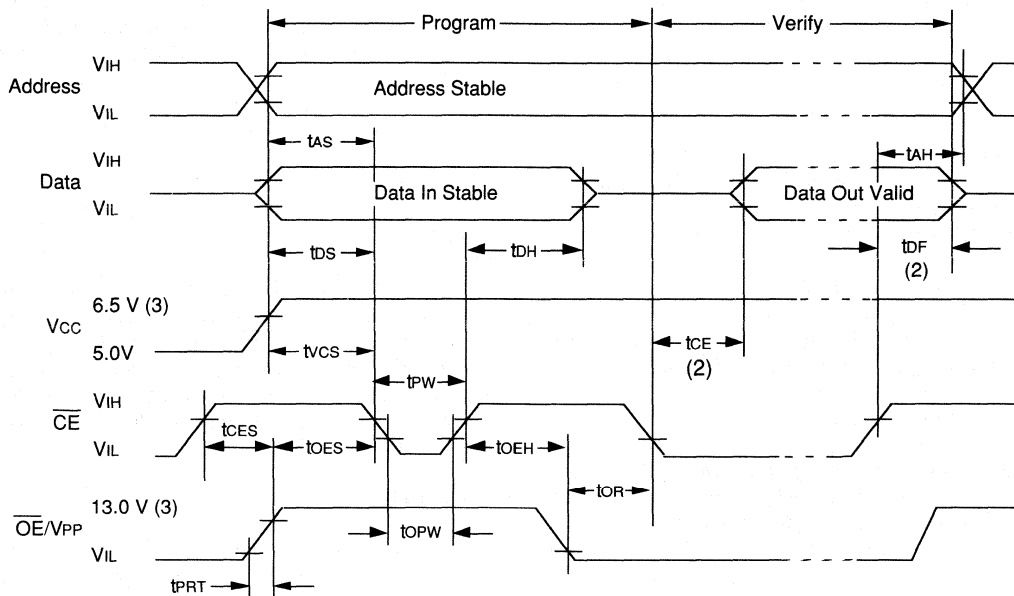 Program
Verify
Address
VIH
VIL
Address Stable
tAS
tAH
Data
VIH
VIL
Data In Stable
Data Out Valid
tDS
tDH
tDF
(2)
VCC
6.5 V (3)
5.0V
tVCS
tCE
(2)
tPW
CE
VIH
VIL
tCES
tOES
tOEH
tOR
OE/VPP
13.0 V (3)
VIL
tOPW
tPRT